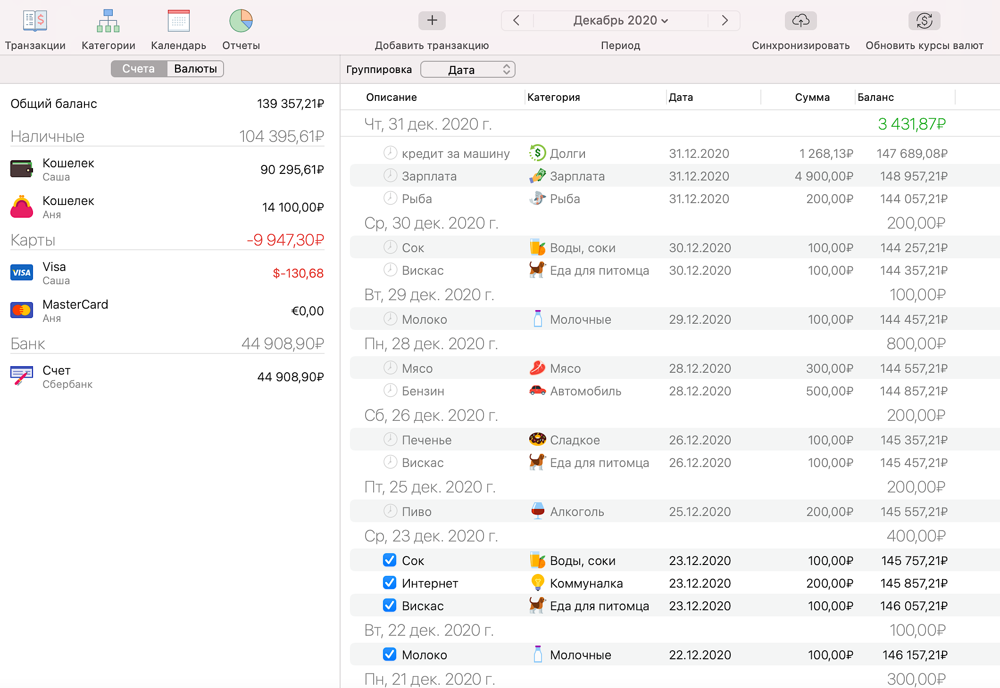 Транзакции
Категории
Календарь
Отчеты
Добавить транзакцию
Декабрь 2020
Период
Синхронизировать
Обновить курсы валют
Счета Валюты
Группировка Дата
Общий баланс 139 357,21₽
Наличные 104 395,61₽
Кошелек 90 295,61₽
Саша
Кошелек 14 100,00₽
Аня
Карты -9 947,30₽
VISA
Visa $-130,68
Саша
MasterCard €0,00
Аня
Банк 44 908,90₽
Счет 44 908,90₽
Сбербанк
Описание Категория Дата Сумма Баланс
Чт, 31 дек. 2020 г. 3 431,87₽
кредит за машину Долги 31.12.2020 1 268,13₽ 147 689,08₽
Зарплата Зарплата 31.12.2020 4 900,00₽ 148 957,21₽
Рыба Рыба 31.12.2020 200,00₽ 144 057,21₽
Ср, 30 дек. 2020 г. 200,00₽
Сок Воды, соки 30.12.2020 100,00₽ 144 257,21₽
Вискас Еда для питомца 30.12.2020 100,00₽ 144 357,21₽
Вт, 29 дек. 2020 г. 100,00₽
Молоко Молочные 29.12.2020 100,00₽ 144 457,21₽
Пн, 28 дек. 2020 г. 800,00₽
Мясо Мясо 28.12.2020 300,00₽ 144 557,21₽
Бензин Автомобиль 28.12.2020 500,00₽ 144 857,21₽
Сб, 26 дек. 2020 г. 200,00₽
Печенье Сладкое 26.12.2020 100,00₽ 145 357,21₽
Вискас Еда для питомца 26.12.2020 100,00₽ 145 457,21₽
Пт, 25 дек. 2020 г. 200,00₽
Пиво Алкоголь 25.12.2020 200,00₽ 145 557,21₽
Ср, 23 дек. 2020 г. 400,00₽
Сок Воды, соки 23.12.2020 100,00₽ 145 757,21₽
Интернет Коммуналка 23.12.2020 200,00₽ 145 857,21₽
Вискас Еда для питомца 23.12.2020 100,00₽ 146 057,21₽
Вт, 22 дек. 2020 г. 100,00₽
Молоко Молочные 22.12.2020 100,00₽ 146 157,21₽
Пн, 21 дек. 2020 г. 300,00₽